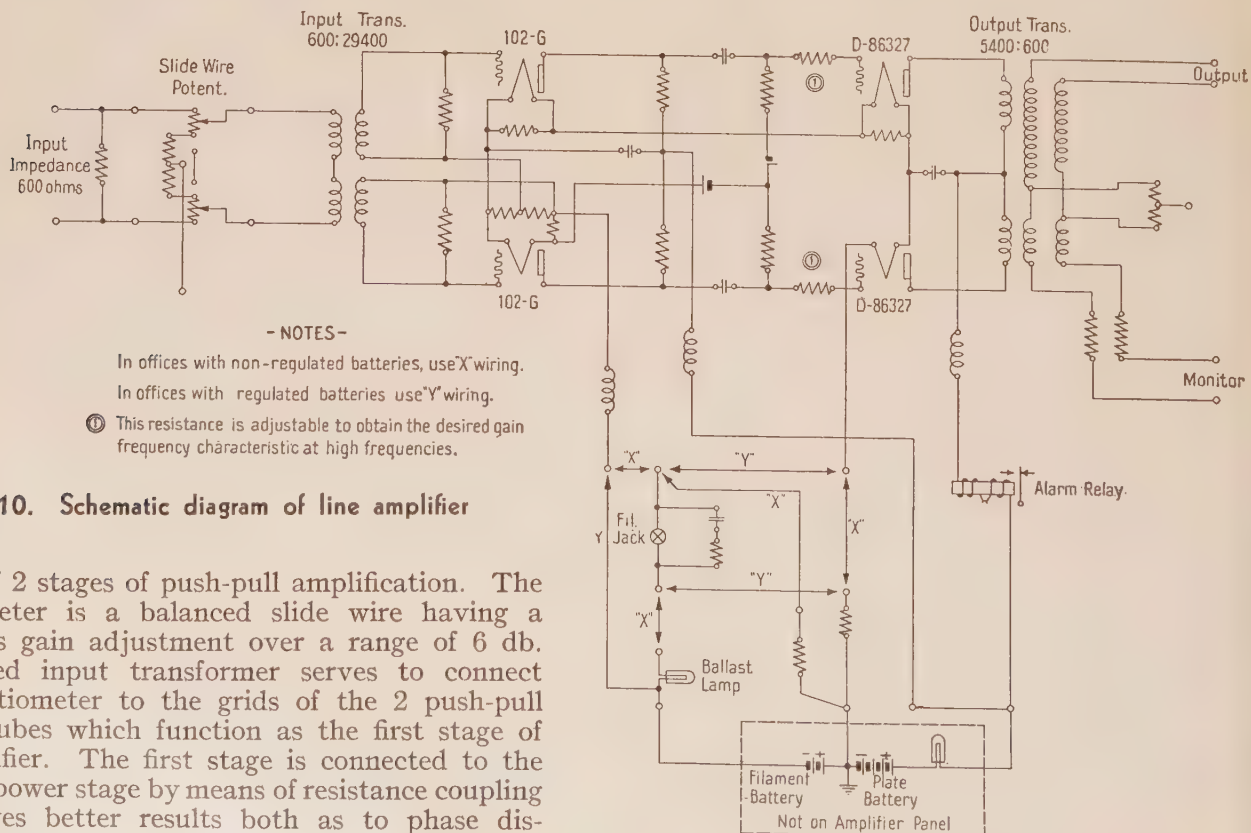 Input Trans.
600:29400
102-G
D-86327
Output Trans.
5400:600
Output
Slide Wire
Potent.
①
Input
Impedance
600 ohms
①
102-G
D-86327
Monitor
-NOTES-
In offices with non-regulated batteries, use "X" wiring.
In offices with regulated batteries use "Y" wiring.
① This resistance is adjustable to obtain the desired gain
frequency characteristic at high frequencies.
"X"
"Y"
"X"
"X"
Alarm Relay.
Y
Fil.
Jack
"Y"
"X"
Ballast
Lamp
- +
- +
Filament
Battery
Plate
Battery
Not on Amplifier Panel
10. Schematic diagram of line amplifier
2 stages of push-pull amplification. The
eter is a balanced slide wire having a
s gain adjustment over a range of 6 db.
ed input transformer serves to connect
tiometer to the grids of the 2 push-pull
ubes which function as the first stage of
ifier. The first stage is connected to the
power stage by means of resistance coupling
ves better results both as to phase dis-